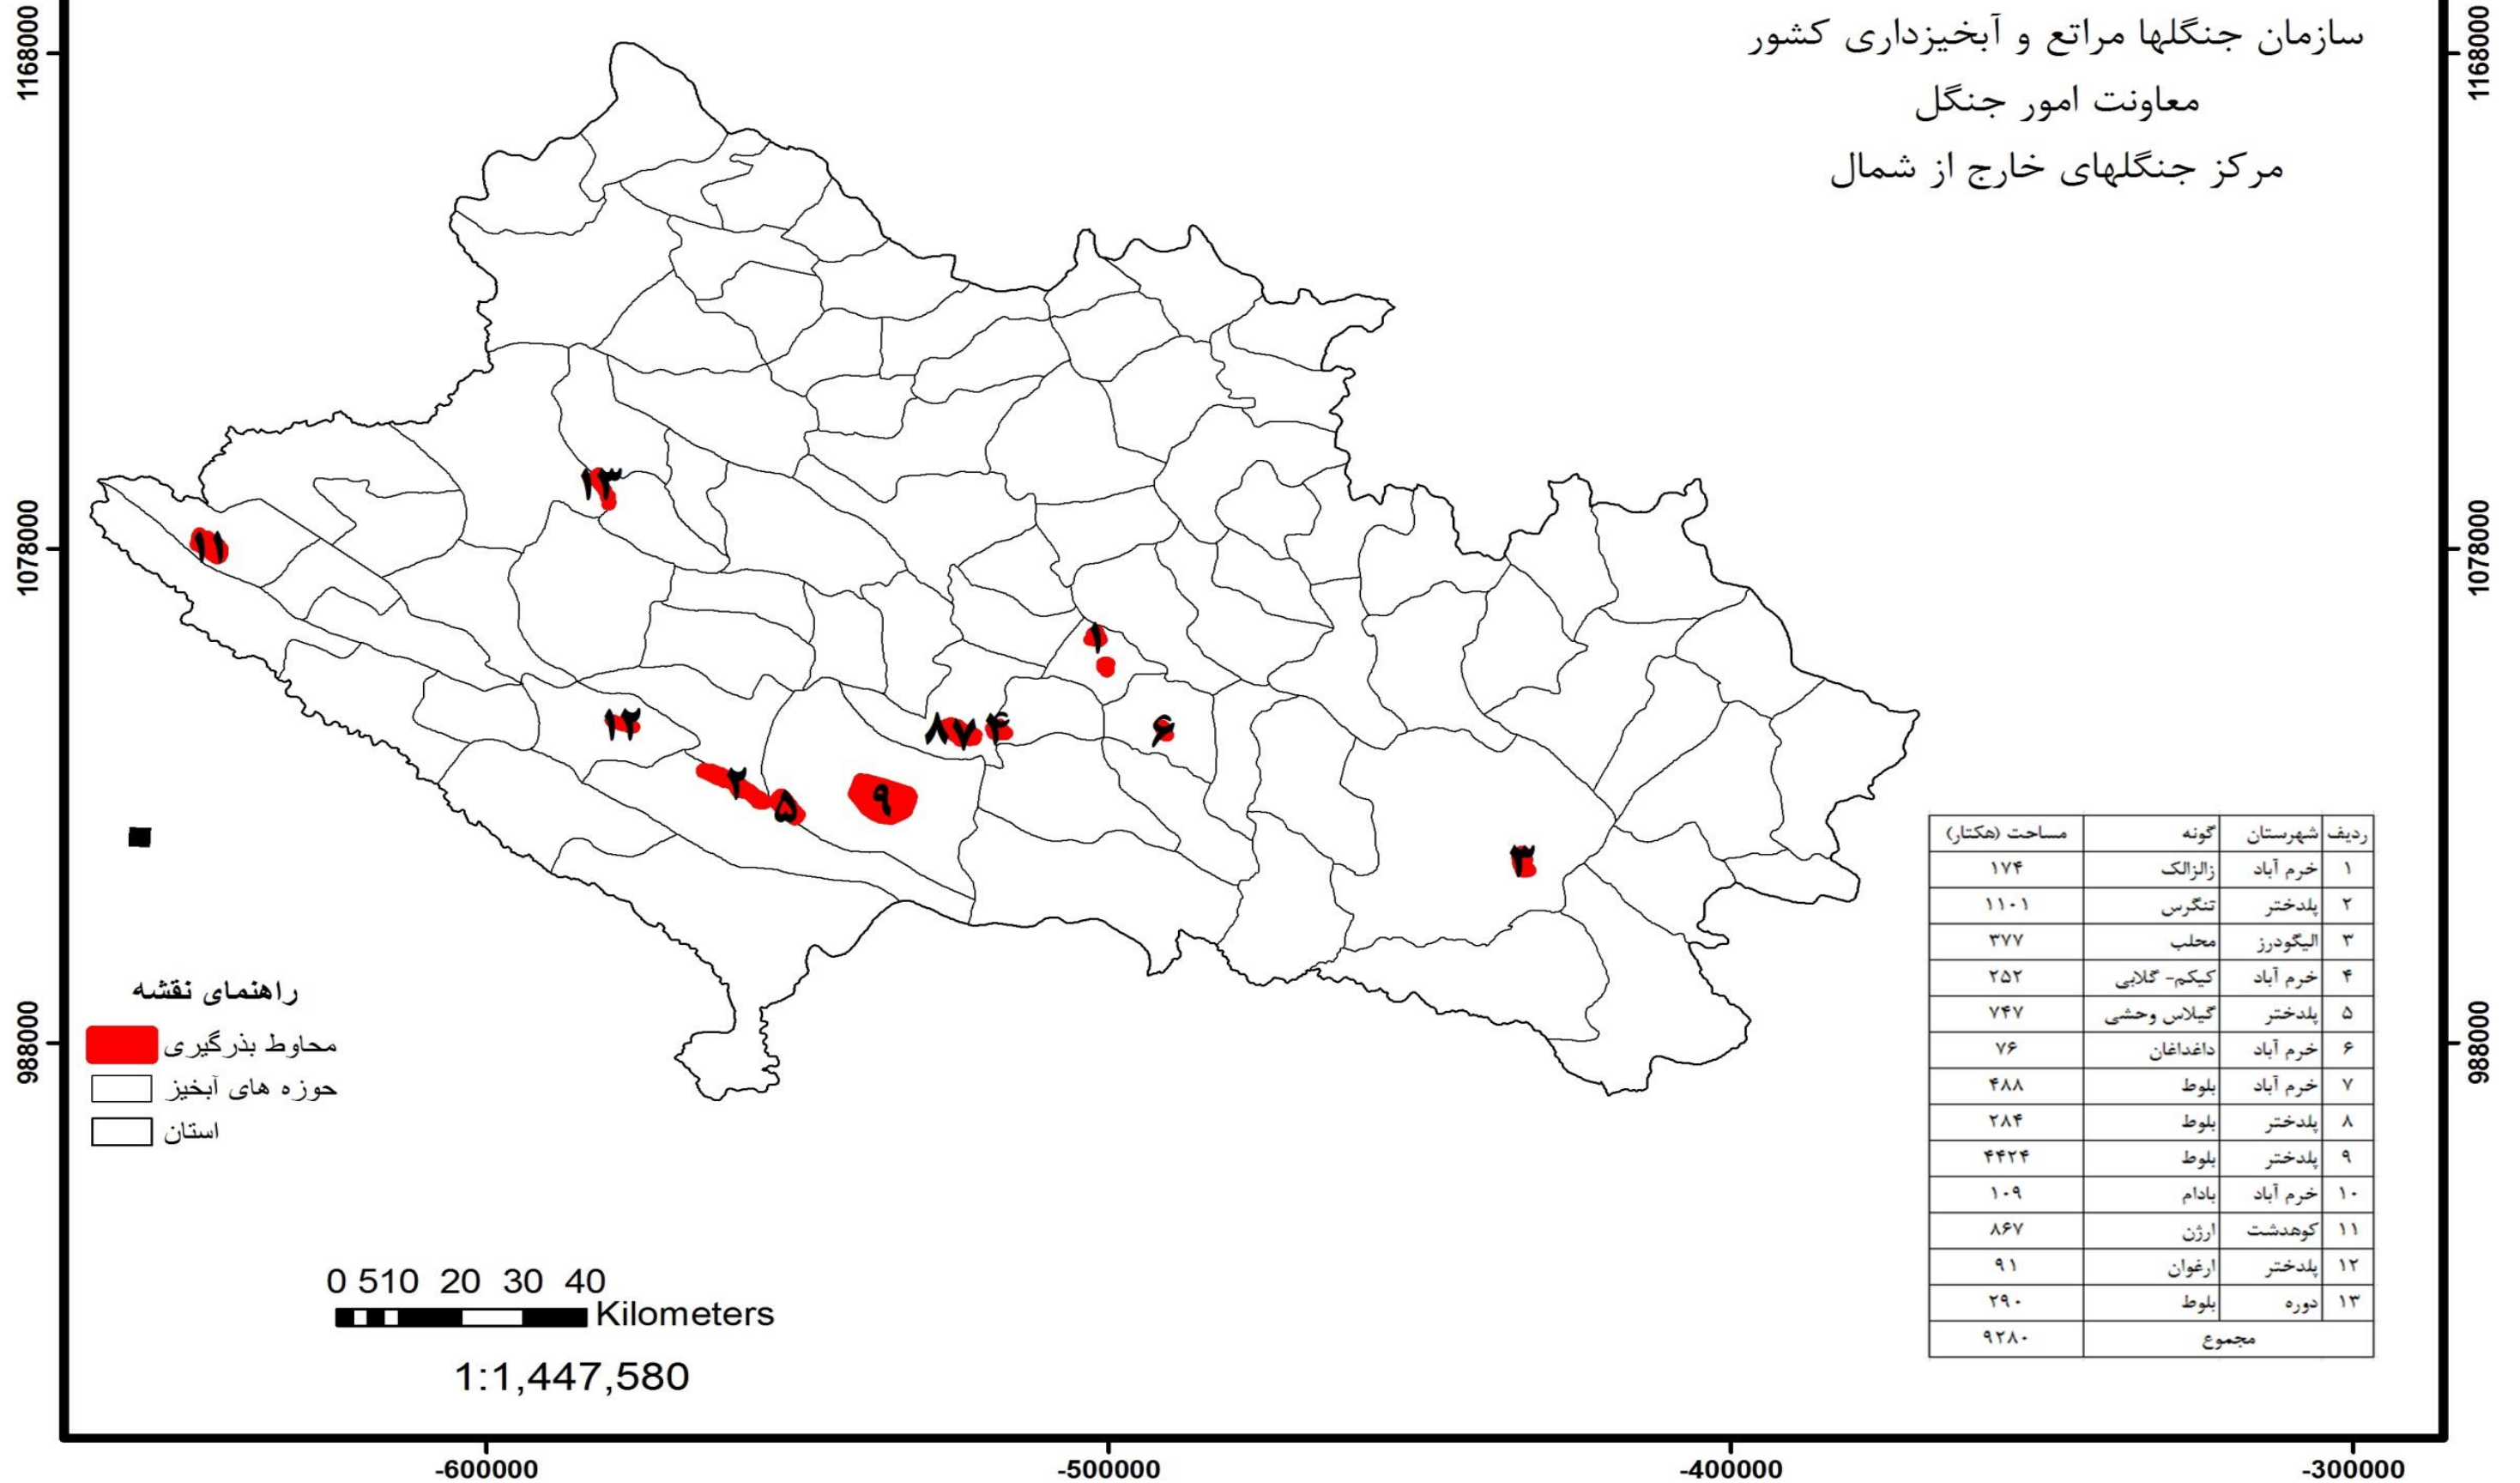 سازمان جنگلها مراتع و آبخیزداری کشور
معاونت امور جنگل
مرکز جنگلهای خارج از شمال
1168000
1168000
1078000
1078000
988000
988000
۱۳
۱۱
۱
۱۲
۸
۷
۴
۶
۲
۵
۹
۳
ردیف شهرستان گونه مساحت (هکتار)
۱ خرم آباد زالزالک ۱۷۴
۲ پلدختر تنگرس ۱۱۰۱
۳ الیگودرز محلب ۳۷۷
۴ خرم آباد کیکم- گلابی ۲۵۲
۵ پلدختر گیلاس وحشی ۷۴۷
۶ خرم آباد داغداغان ۷۶
۷ خرم آباد بلوط ۴۸۸
۸ پلدختر بلوط ۲۸۴
۹ پلدختر بلوط ۴۴۲۴
۱۰ خرم آباد بادام ۱۰۹
۱۱ کوهدشت ارژن ۸۶۷
۱۲ پلدختر ارغوان ۹۱
۱۳ دوره بلوط ۲۹۰
مجموع ۹۲۸۰
راهنمای نقشه
محاوط بذرگیری
حوزه های آبخیز
استان
0 5 10 20 30 40
Kilometers
1:1,447,580
-600000 -500000 -400000 -300000